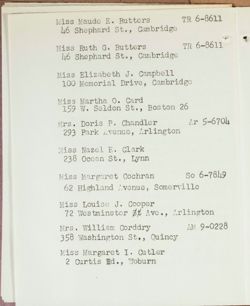 Miss Maude E. Butters TR 6-8611
46 Shephard St., Cambridge
Miss Ruth G. Butters TR 6-8611
46 Shephard St., Cambridge
Miss Elizabeth J. Campbell
100 Memorial Drive, Cambridge
Miss Martha O. Card
159 W. Seldon St., Boston 26
Mrs. Doris P. Chandler Ar 5-6704
293 Park Avenue, Arlington
Miss Hazel E. Clark
238 Ocean St., Lynn
Miss Margaret Cochran So 6-7849
62 Highland Avenue, Somerville
Miss Louise J. Cooper
72 Westminster Ave., Arlington
Mrs. William Corddry AM 9-0228
358 Washington St., Quincy
Miss Margaret I. Cutler
2 Curtis Rd., Woburn